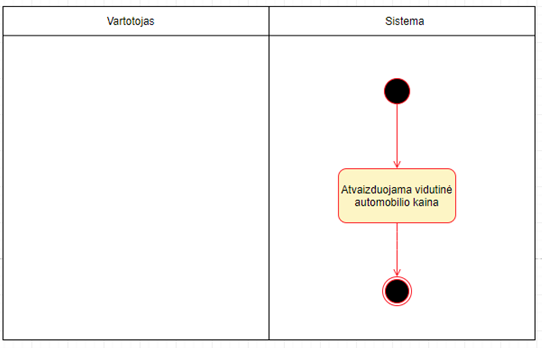 Vartotojas
Sistema
Atvaizduojama vidutinė
automobilio kaina